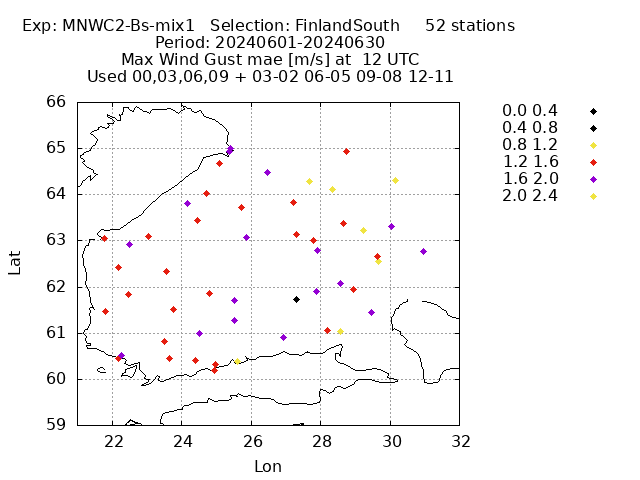 Exp: MNWC2-Bs-mix1 Selection: FinlandSouth 52 stations
Period: 20240601-20240630
Max Wind Gust mae [m/s] at 12 UTC
Used 00,03,06,09 + 03-02 06-05 09-08 12-11
0.0 0.4
0.4 0.8
0.8 1.2
1.2 1.6
1.6 2.0
2.0 2.4
66
65
64
63
62
61
60
59
Lat
22 24 26 28 30 32
Lon